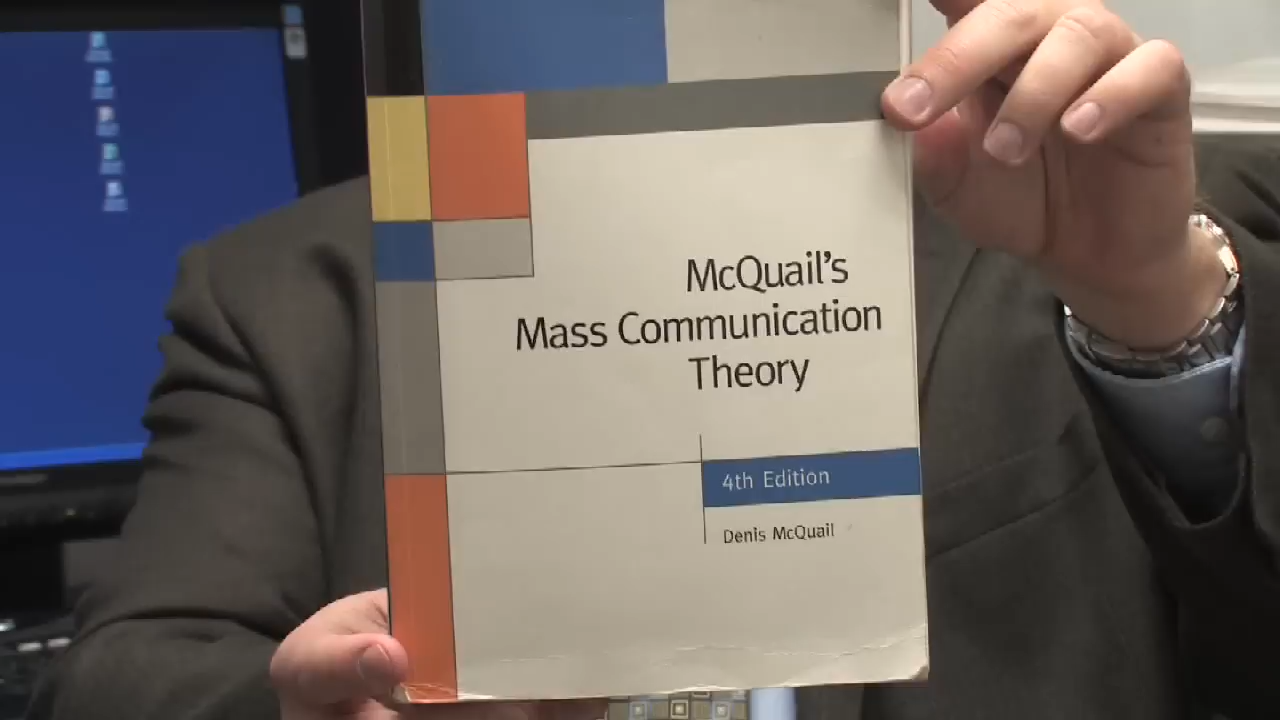 McQuail's
Mass Communication
Theory
4th Edition
Denis McQuail